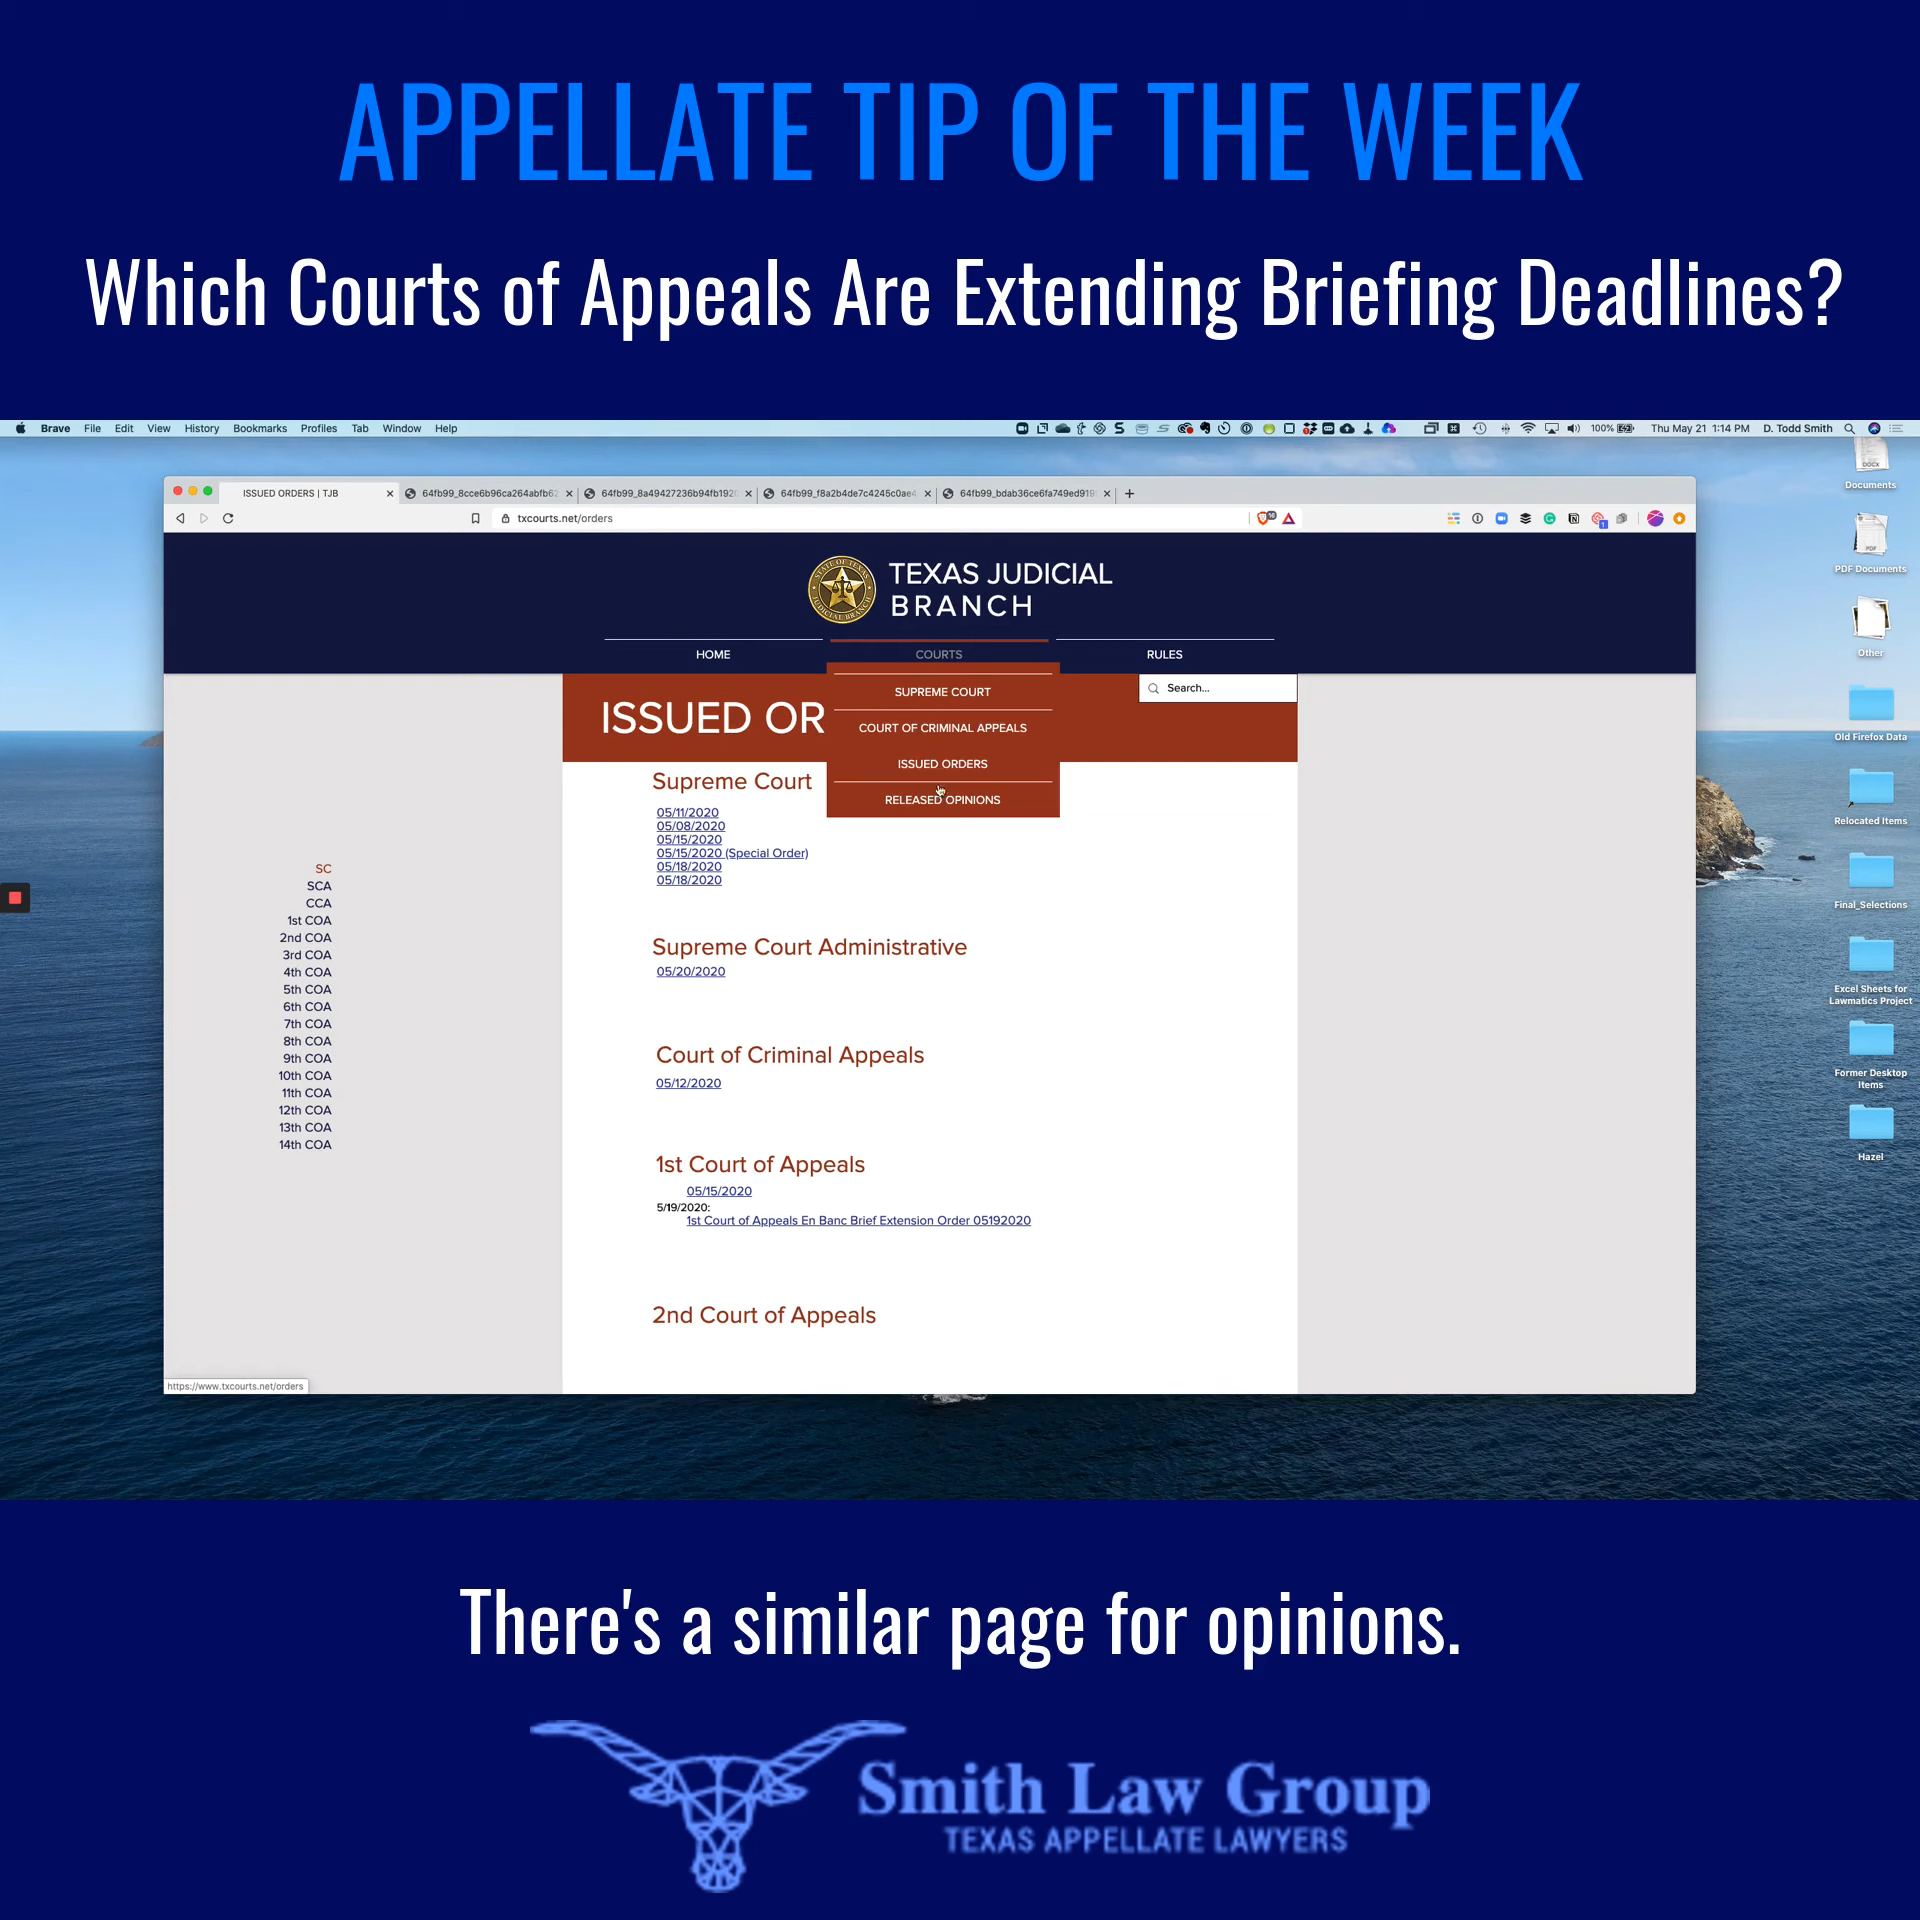 APPELLATE TIP OF THE WEEK
Which Courts of Appeals Are Extending Briefing Deadlines?
Brave File Edit View History Bookmarks Profiles Tab Window Help
100% Thu May 21 1:14 PM D. Todd Smith
ISSUED ORDERS | TJB
64fb99_8cce6b96ca264abfb62
64fb99_8a49427236b94fb1920
64fb99_f8a2b4de7c4245c0ae4
64fb99_bdab36ce6fa749ed919
txcourts.net/orders
TEXAS JUDICIAL
BRANCH
HOME
COURTS
RULES
SUPREME COURT
COURT OF CRIMINAL APPEALS
ISSUED ORDERS
RELEASED OPINIONS
Search...
ISSUED OR
Supreme Court
05/11/2020
05/08/2020
05/15/2020
05/15/2020 (Special Order)
05/18/2020
05/18/2020
Supreme Court Administrative
05/20/2020
Court of Criminal Appeals
05/12/2020
1st Court of Appeals
05/15/2020
5/19/2020:
1st Court of Appeals En Banc Brief Extension Order 05192020
2nd Court of Appeals
SC
SCA
CCA
1st COA
2nd COA
3rd COA
4th COA
5th COA
6th COA
7th COA
8th COA
9th COA
10th COA
11th COA
12th COA
13th COA
14th COA
https://www.txcourts.net/orders
DOCX
Documents
PDF
PDF Documents
Other
Old Firefox Data
Relocated Items
Final_Selections
Excel Sheets for
Lawmatics Project
Former Desktop
Items
Hazel
There's a similar page for opinions.
Smith Law Group
TEXAS APPELLATE LAWYERS